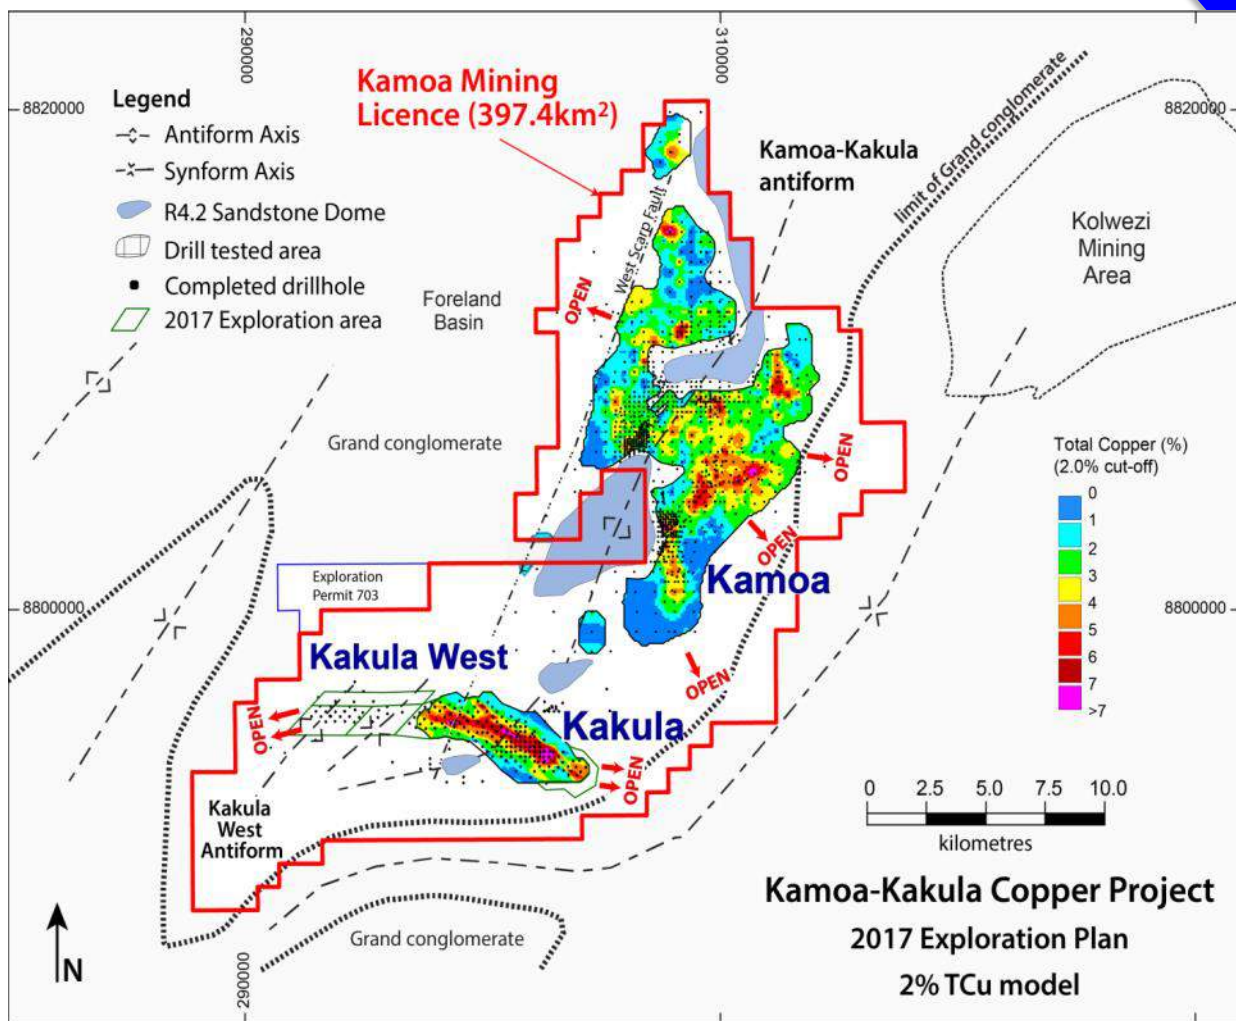 290000
310000
8820000
8820000
Legend
Antiform Axis
Synform Axis
R4.2 Sandstone Dome
Drill tested area
Completed drillhole
2017 Exploration area
Kamoa Mining
Licence (397.4km²)
Kamoa-Kakula
antiform
limit of Grand conglomerate
Kolwezi
Mining
Area
West Scarp Fault
Foreland
Basin
OPEN
Grand conglomerate
OPEN
OPEN
Total Copper (%)
(2.0% cut-off)
0
1
2
3
4
5
6
7
>7
Exploration
Permit 703
Kamoa
8800000
8800000
Kakula West
OPEN
Kakula
OPEN
OPEN
Kakula
West
Antiform
0
2.5
5.0
7.5
10.0
kilometres
Grand conglomerate
N
290000
Kamoa-Kakula Copper Project
2017 Exploration Plan
2% TCu model